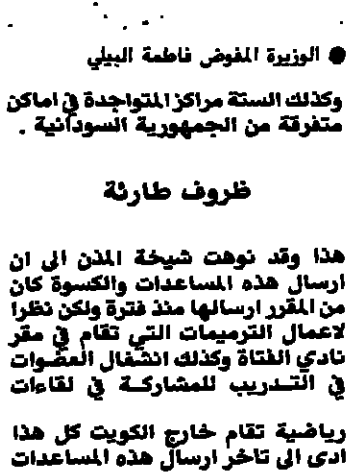 ● الوزيرة المفوض فاطمة البيلي
وكذلك الستة مراكز المتواجدة في اماكن
متفرقة من الجمهورية السودانية .
ظروف طارئة
هذا وقد نوهت شيخة المذن الى ان
ارسال هذه المساعدات والكسوة كان
من المقرر ارسالها منذ فترة ولكن نظرا
لاعمال الترميمات التي تقام في مقر
نادي الفتاة وكذلك انشغال العضوات
في التدريب للمشاركة في لقاءات
رياضية تقام خارج الكويت كل هذا
ادى الى تاخر ارسال هذه المساعدات